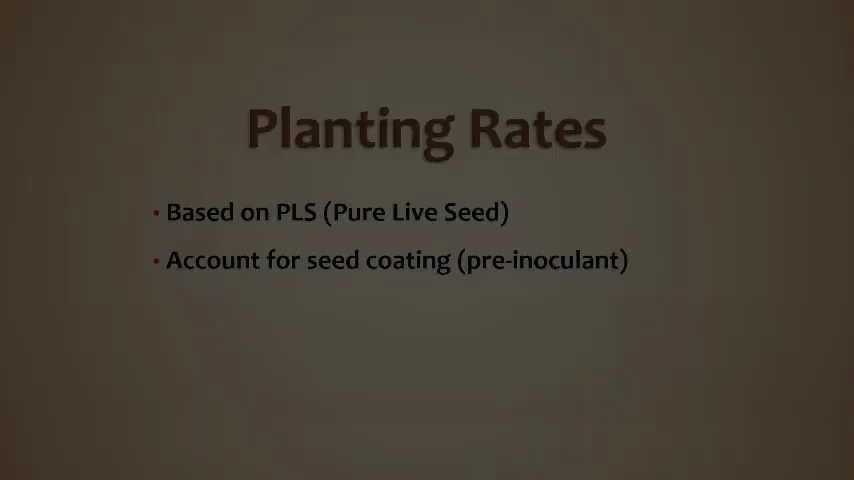 Planting Rates
• Based on PLS (Pure Live Seed)
• Account for seed coating (pre-inoculant)